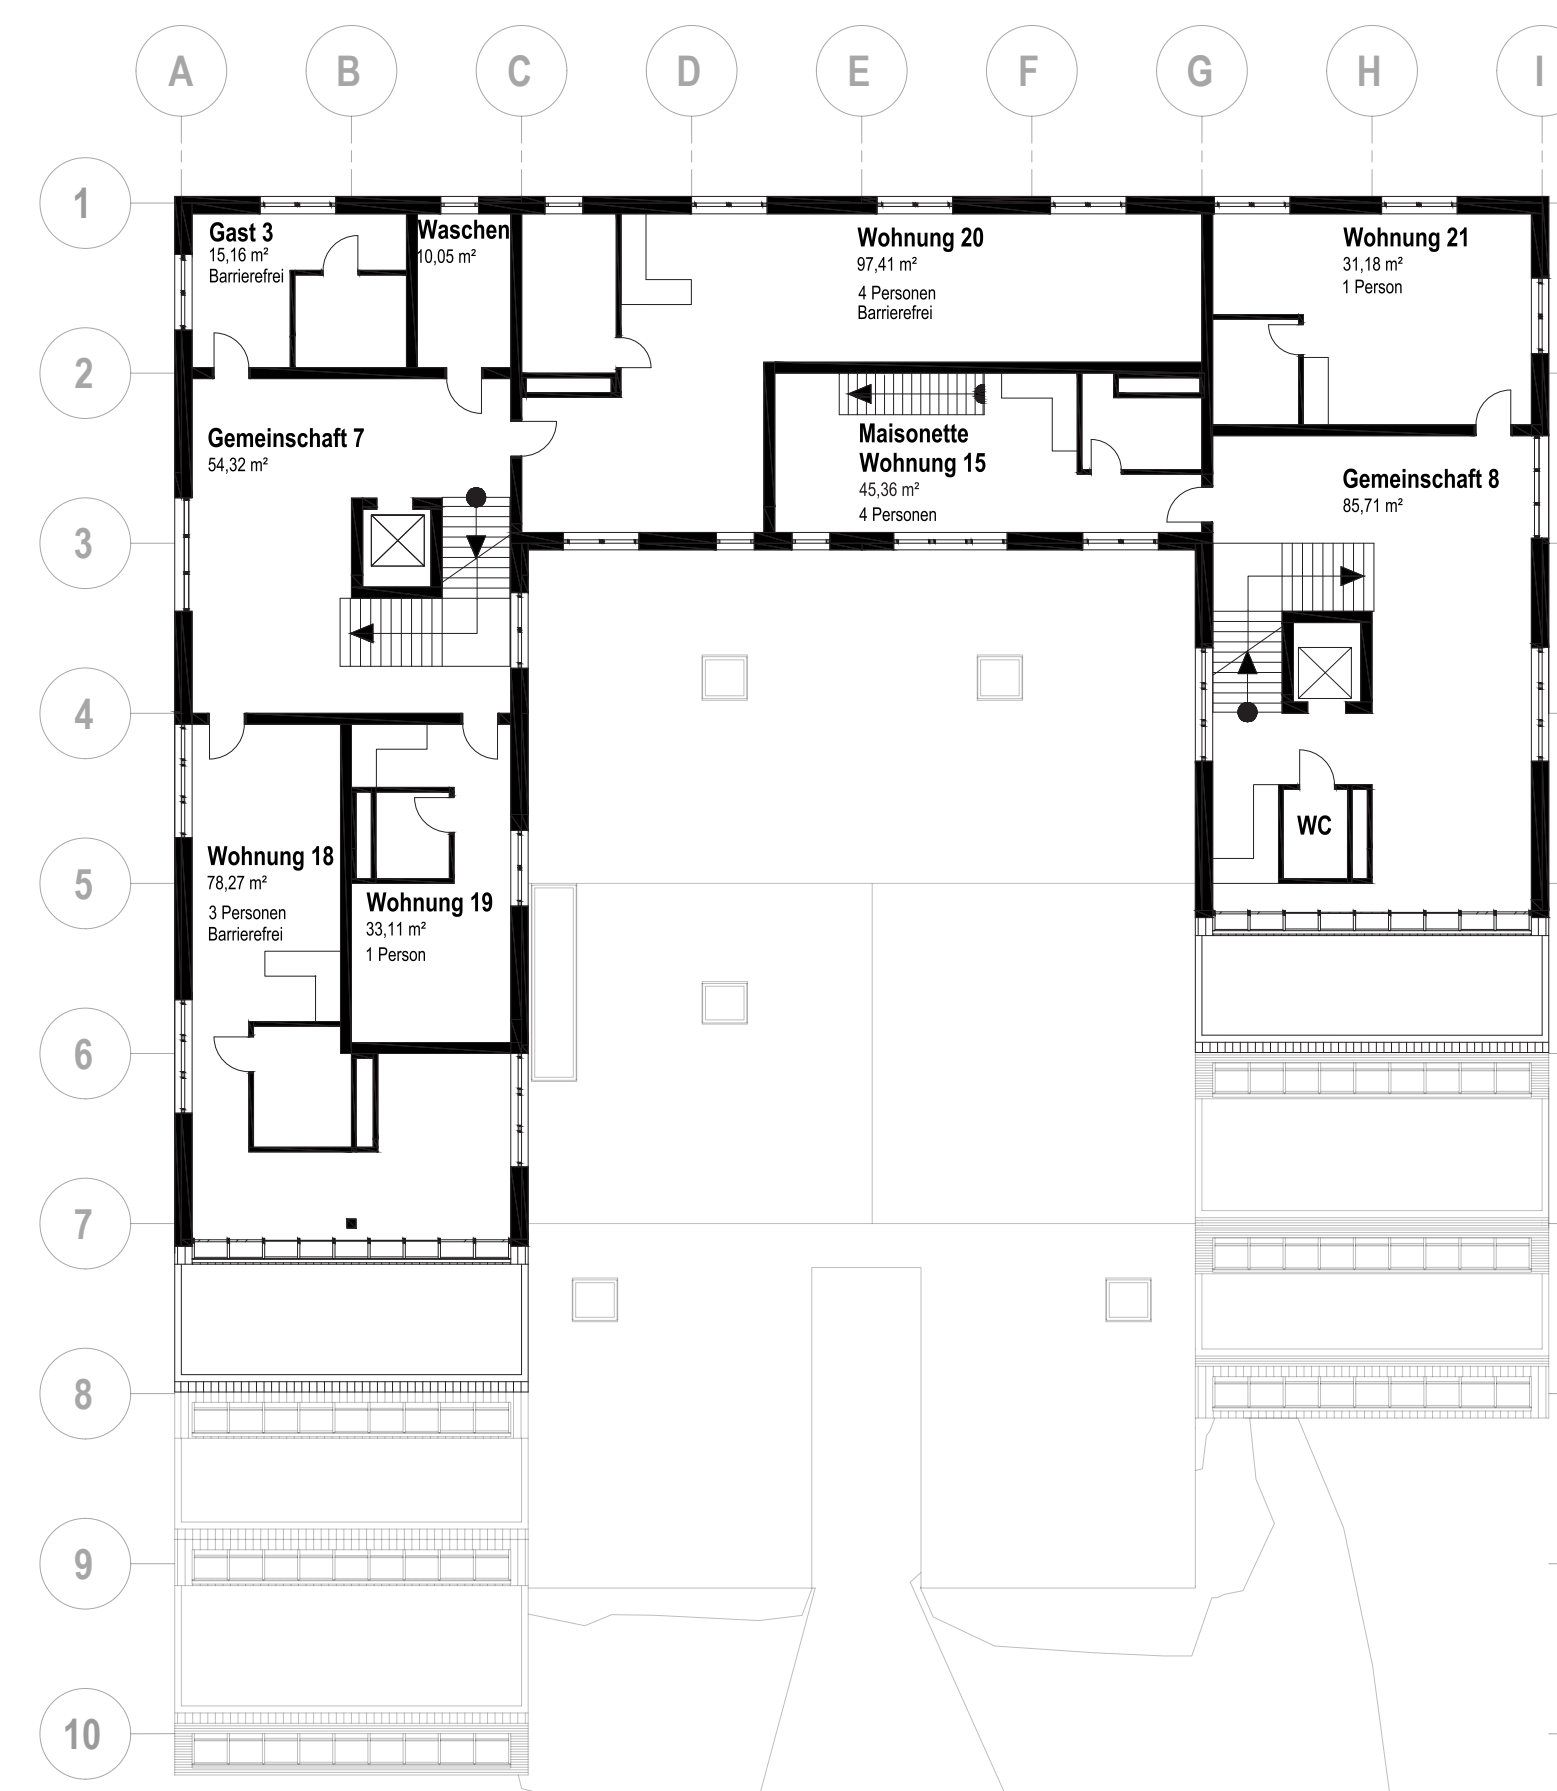 A
B
C
D
E
F
G
H
I
1
2
3
4
5
6
7
8
9
10
Gast 3
15,16 m²
Barrierefrei
Waschen
10,05 m²
Wohnung 20
97,41 m²
4 Personen
Barrierefrei
Wohnung 21
31,18 m²
1 Person
Gemeinschaft 7
54,32 m²
Maisonette
Wohnung 15
45,36 m²
4 Personen
Gemeinschaft 8
85,71 m²
WC
Wohnung 18
78,27 m²
3 Personen
Barrierefrei
Wohnung 19
33,11 m²
1 Person